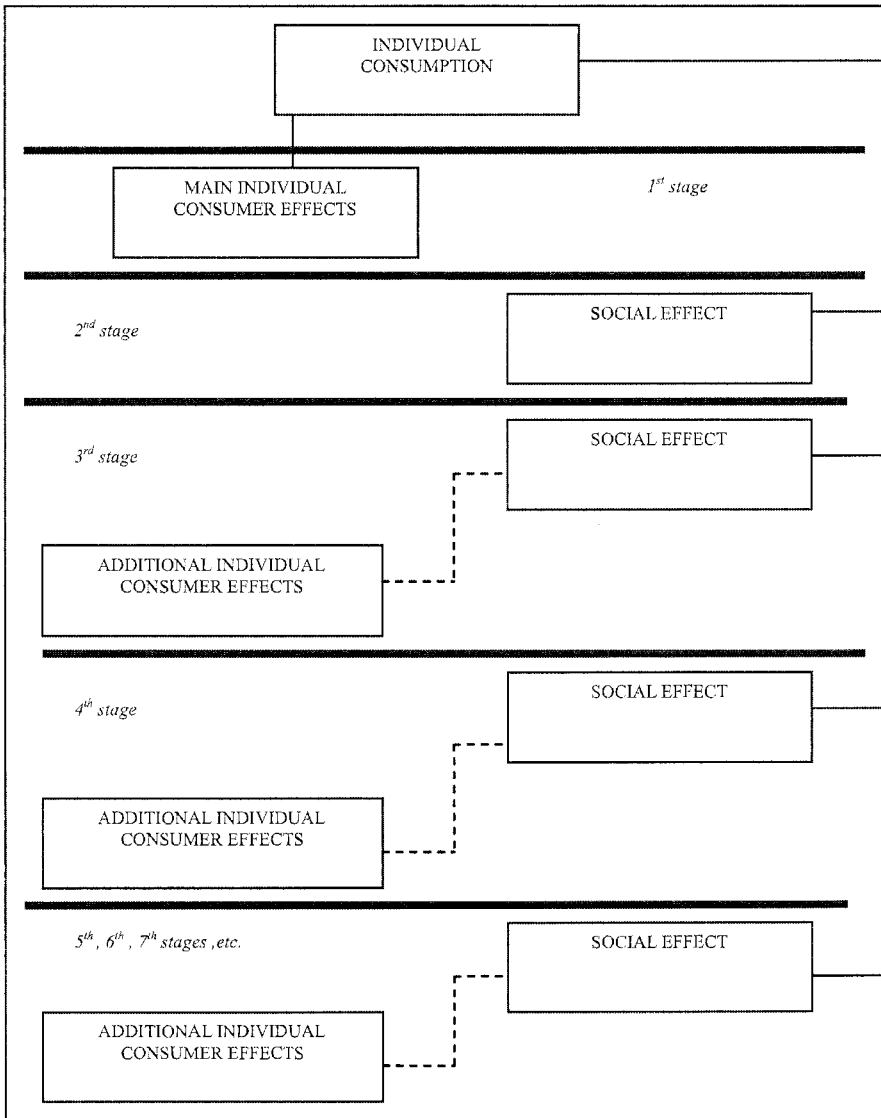 INDIVIDUAL
CONSUMPTION
MAIN INDIVIDUAL
CONSUMER EFFECTS
1st stage
2nd stage
SOCIAL EFFECT
3rd stage
SOCIAL EFFECT
ADDITIONAL INDIVIDUAL
CONSUMER EFFECTS
4th stage
SOCIAL EFFECT
ADDITIONAL INDIVIDUAL
CONSUMER EFFECTS
5th, 6th, 7th stages ,etc.
SOCIAL EFFECT
ADDITIONAL INDIVIDUAL
CONSUMER EFFECTS